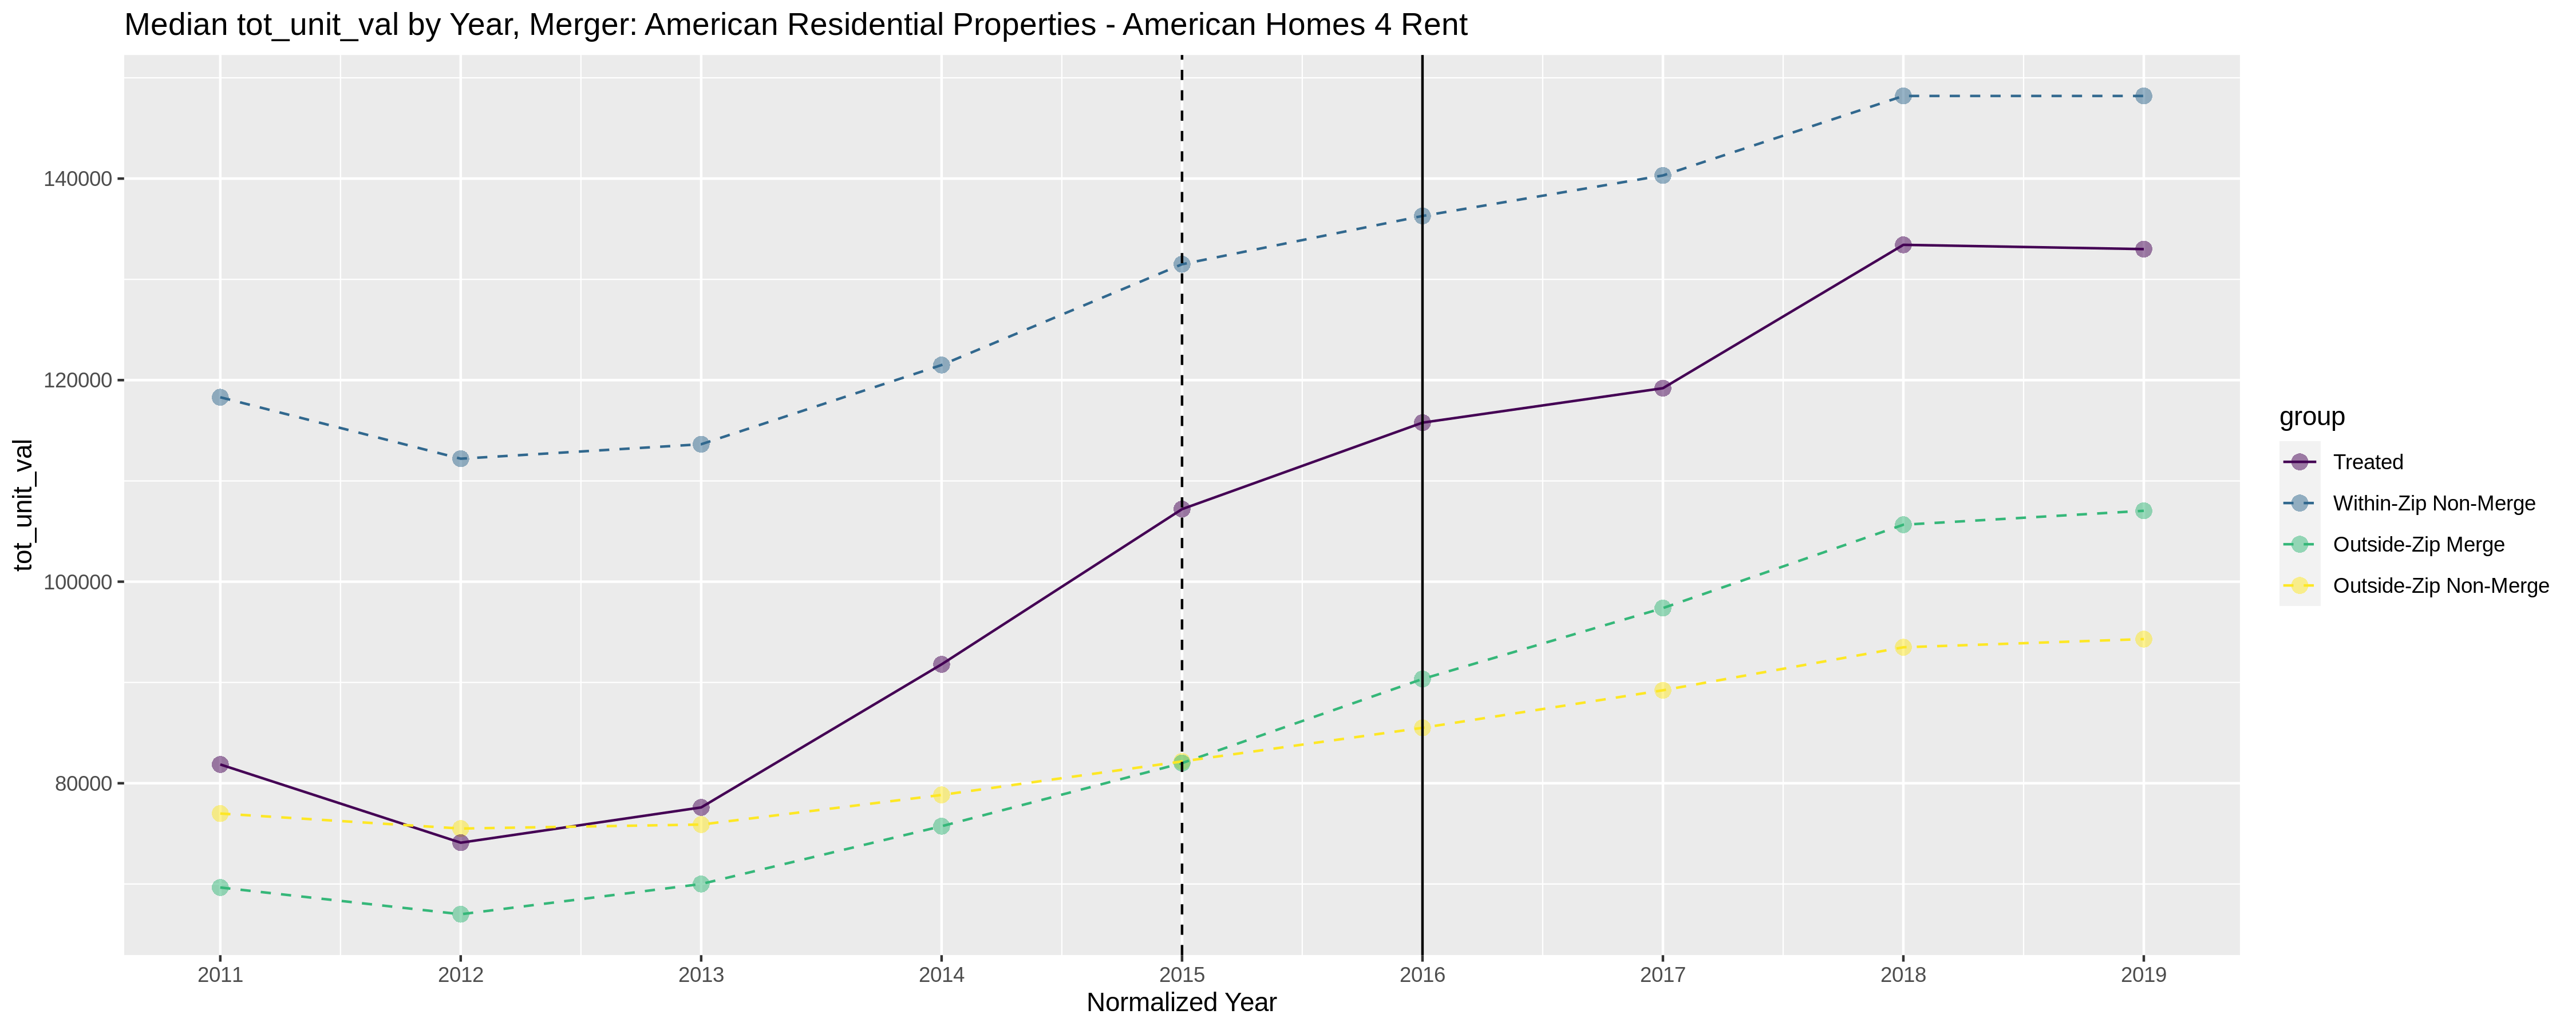 Median tot_unit_val by Year, Merger: American Residential Properties - American Homes 4 Rent
tot_unit_val
140000
120000
100000
80000
2011 2012 2013 2014 2015 2016 2017 2018 2019
Normalized Year
group
Treated
Within-Zip Non-Merge
Outside-Zip Merge
Outside-Zip Non-Merge